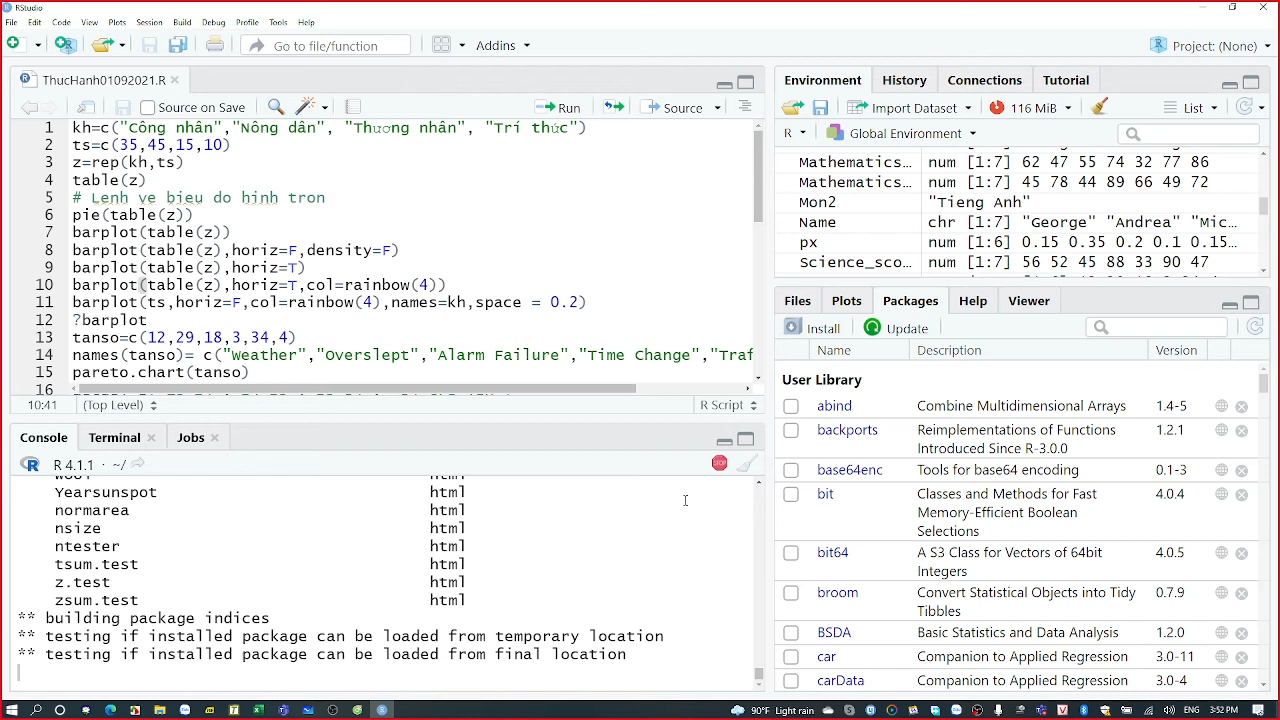 RStudio
File Edit Code View Plots Session Build Debug Profile Tools Help
Go to file/function
Addins
Project: (None)
ThucHanh01092021.R
Source on Save
Run
Source
1 kh=c("Công nhân","Nông dân", "Thương nhân", "Trí thức")
2 ts=c(35,45,15,10)
3 z=rep(kh,ts)
4 table(z)
5 # Lenh ve bieu do hinh tron
6 pie(table(z))
7 barplot(table(z))
8 barplot(table(z),horiz=F,density=F)
9 barplot(table(z),horiz=T)
10 barplot(table(z),horiz=T,col=rainbow(4))
11 barplot(ts,horiz=F,col=rainbow(4),names=kh,space = 0.2)
12 ?barplot
13 tanso=c(12,29,18,3,34,4)
14 names(tanso)= c("Weather","Overslept","Alarm Failure","Time Change","Traf
15 pareto.chart(tanso)
16
10:41 (Top Level) R Script
Console Terminal Jobs
R 4.1.1 · ~/
STOP
Yearsunspot html
normarea html
nsize html
ntester html
tsum.test html
z.test html
zsum.test html
** building package indices
** testing if installed package can be loaded from temporary location
** testing if installed package can be loaded from final location
Environment History Connections Tutorial
Import Dataset 116 MiB List
R Global Environment
Mathematics... num [1:7] 62 47 55 74 32 77 86
Mathematics... num [1:7] 45 78 44 89 66 49 72
Mon2 "Tieng Anh"
Name chr [1:7] "George" "Andrea" "Mic...
px num [1:6] 0.15 0.35 0.2 0.1 0.15...
Science_sco... num [1:7] 56 52 45 88 33 90 47
Files Plots Packages Help Viewer
Install Update
Name Description Version
User Library
abind Combine Multidimensional Arrays 1.4-5
backports Reimplementations of Functions 1.2.1
Introduced Since R-3.0.0
base64enc Tools for base64 encoding 0.1-3
bit Classes and Methods for Fast 4.0.4
Memory-Efficient Boolean
Selections
bit64 A S3 Class for Vectors of 64bit 4.0.5
Integers
broom Convert Statistical Objects into Tidy 0.7.9
Tibbles
BSDA Basic Statistics and Data Analysis 1.2.0
car Companion to Applied Regression 3.0-11
carData Companion to Applied Regression 3.0-4
90°F Light rain ENG 3:52 PM